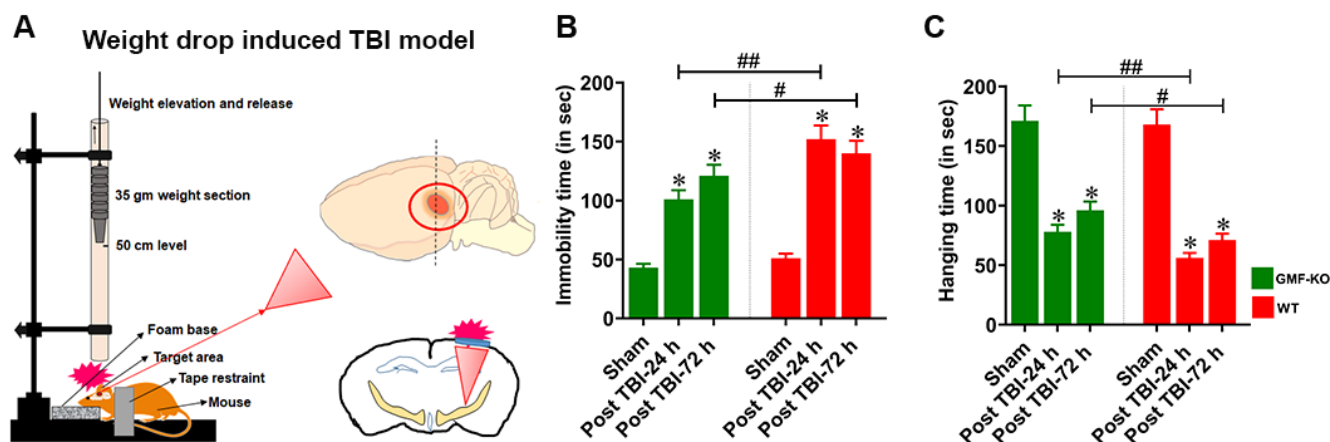 A
Weight drop induced TBI model
Weight elevation and release
35 gm weight section
50 cm level
Foam base
Target area
Tape restraint
Mouse
B
##
#
200
150
100
50
0
Immobility time (in sec)
*
*
*
*
Sham
Post TBI-24 h
Post TBI-72 h
Sham
Post TBI-24 h
Post TBI-72 h
C
##
#
200
150
100
50
0
Hanging time (in sec)
*
*
*
*
Sham
Post TBI-24 h
Post TBI-72 h
Sham
Post TBI-24 h
Post TBI-72 h
GMF-KO
WT